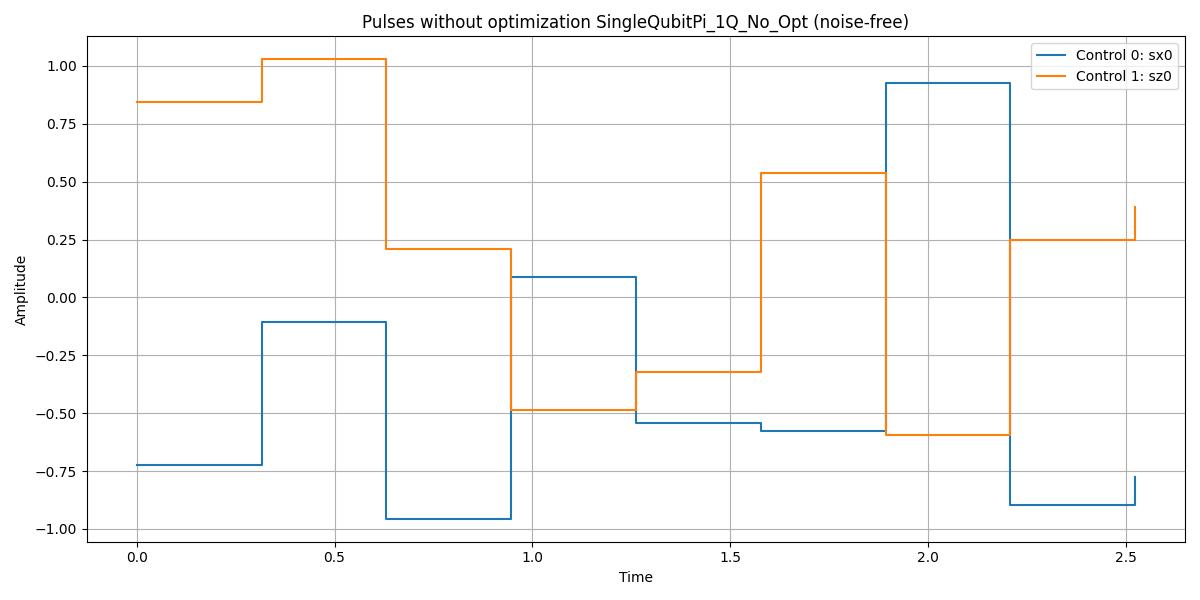 Pulses without optimization SingleQubitPi_1Q_No_Opt (noise-free)
Control 0: sx0
Control 1: sz0
Amplitude
1.00
0.75
0.50
0.25
0.00
−0.25
−0.50
−0.75
−1.00
0.0 0.5 1.0 1.5 2.0 2.5
Time